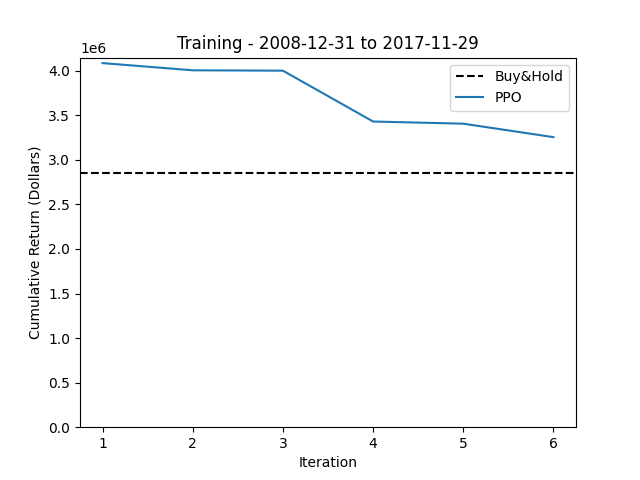 Training - 2008-12-31 to 2017-11-29
1e6
4.0
3.5
3.0
2.5
2.0
1.5
1.0
0.5
0.0
Cumulative Return (Dollars)
Buy&Hold
PPO
1 2 3 4 5 6
Iteration